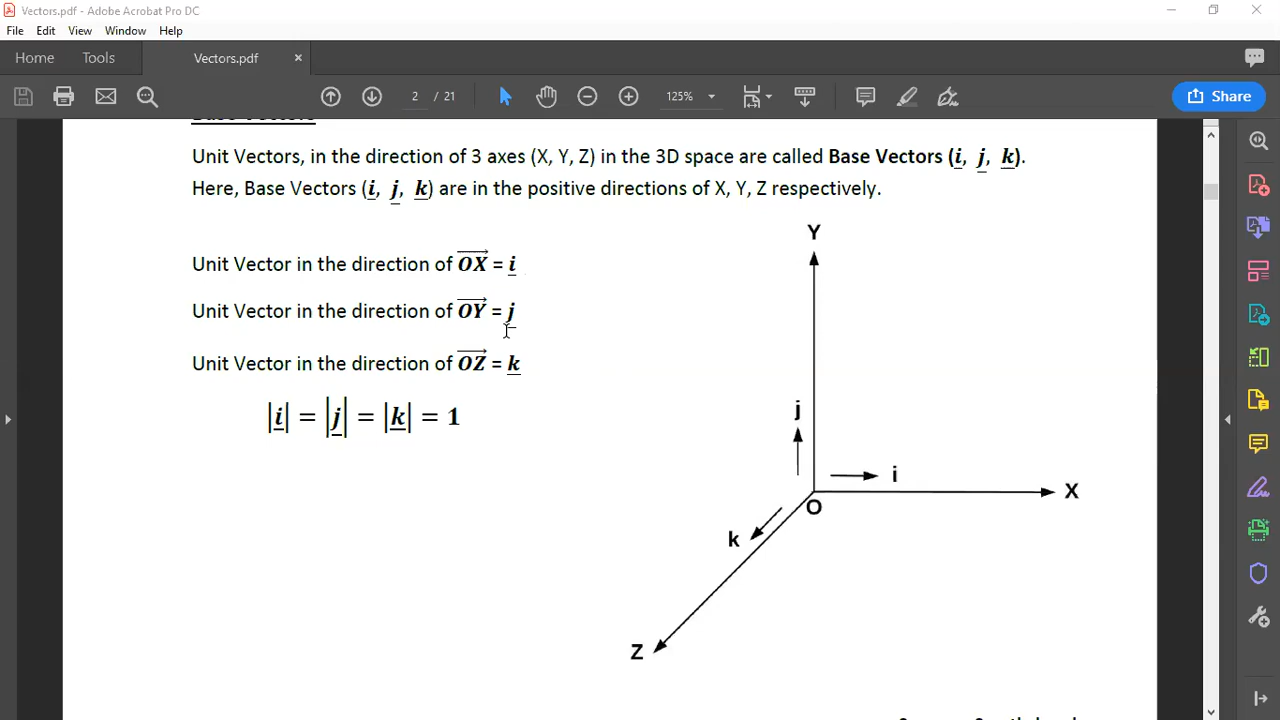 Vectors.pdf - Adobe Acrobat Pro DC
File Edit View Window Help
Home Tools Vectors.pdf ×
2 / 21 125% Share
Base Vectors
Unit Vectors, in the direction of 3 axes (X, Y, Z) in the 3D space are called Base Vectors (i, j, k).
Here, Base Vectors (i, j, k) are in the positive directions of X, Y, Z respectively.
Unit Vector in the direction of OX = i
Unit Vector in the direction of OY = j
Unit Vector in the direction of OZ = k
|i| = |j| = |k| = 1
Y
j
i
X
O
k
Z